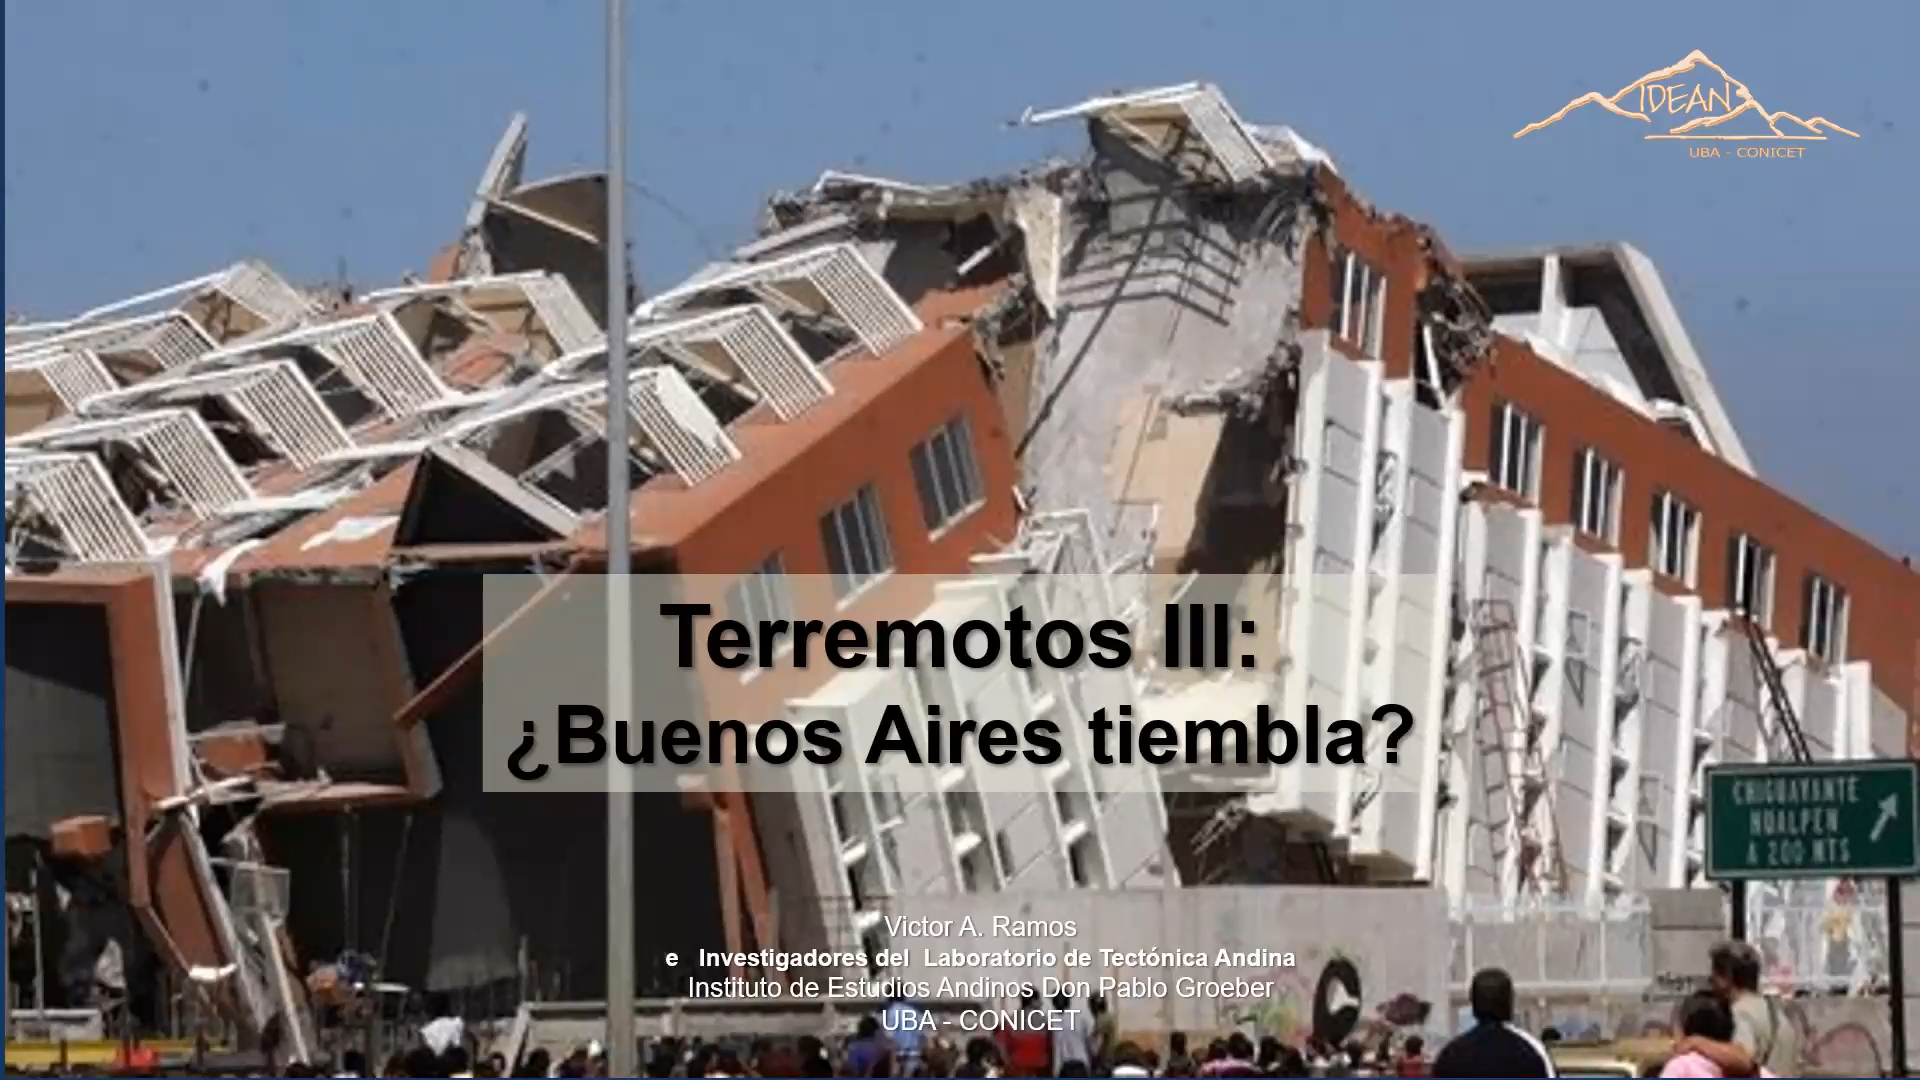 IDEAN
UBA - CONICET
Terremotos III:
¿Buenos Aires tiembla?
CHIGUAYANTE
HUALPEN
A 200 MTS
Victor A. Ramos
e Investigadores del Laboratorio de Tectónica Andina
Instituto de Estudios Andinos Don Pablo Groeber
UBA - CONICET